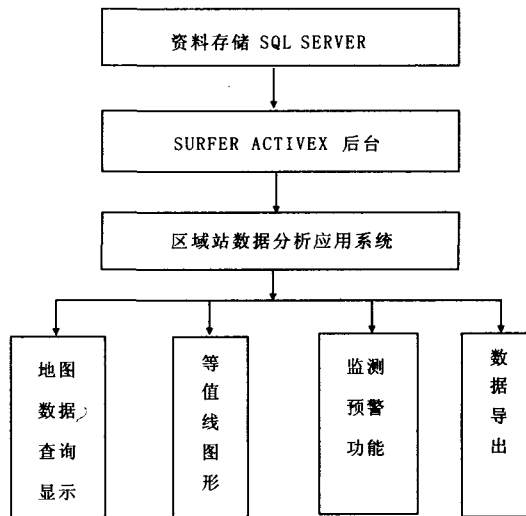 资料存储 SQL SERVER
SURFER ACTIVEX 后台
区域站数据分析应用系统
地图
数据
查询
显示
等
值
线
图
形
监测
预警
功能
数
据
导
出